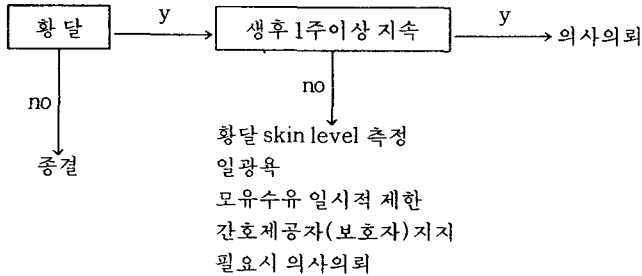 황 달
y
생후 1주이상 지속
y
의사의뢰
no
종결
no
황달 skin level 측정
일광욕
모유수유 일시적 제한
간호제공자(보호자)지지
필요시 의사의뢰